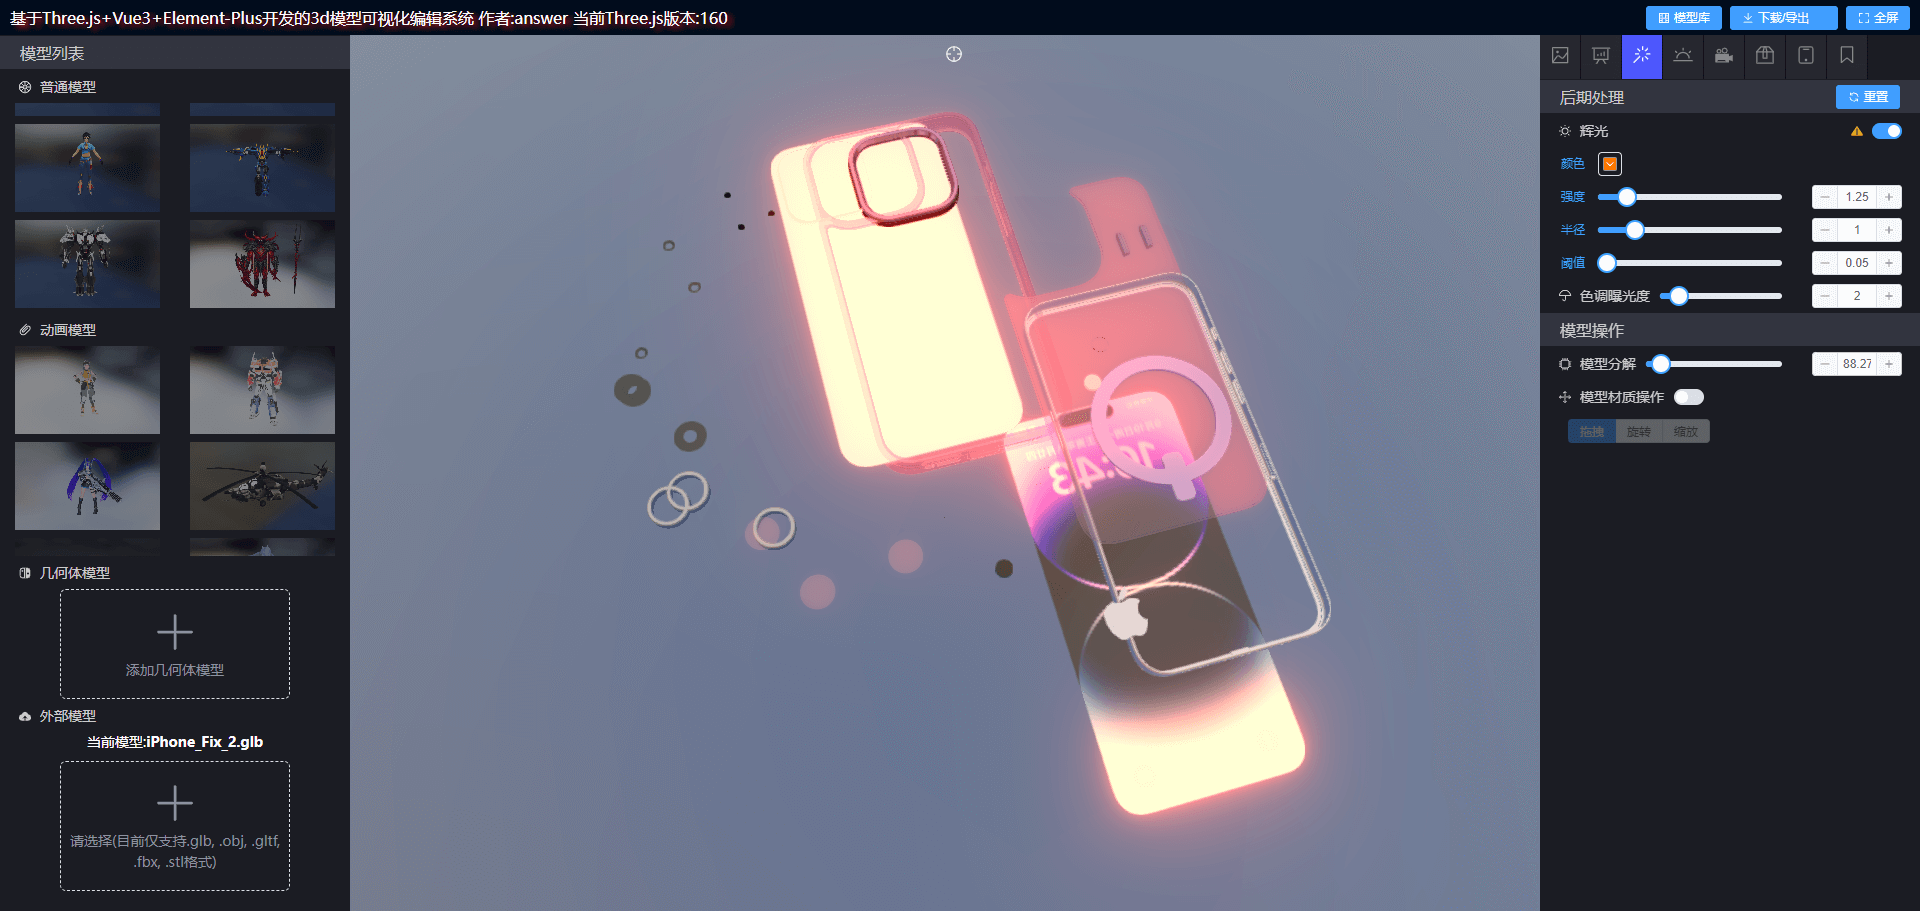 基于Three.js+Vue3+Element-Plus开发的3d模型可视化编辑系统 作者:answer 当前Three.js版本:160
模型库
下载/导出
全屏
模型列表
普通模型
动画模型
几何体模型
添加几何体模型
外部模型
当前模型:iPhone_Fix_2.glb
请选择(目前仅支持.glb, .obj, .gltf,
.fbx, .stl格式)
后期处理
重置
辉光
颜色
强度
1.25
半径
1
阈值
0.05
色调曝光度
2
模型操作
模型分解
88.27
模型材质操作
拖拽
旋转
缩放